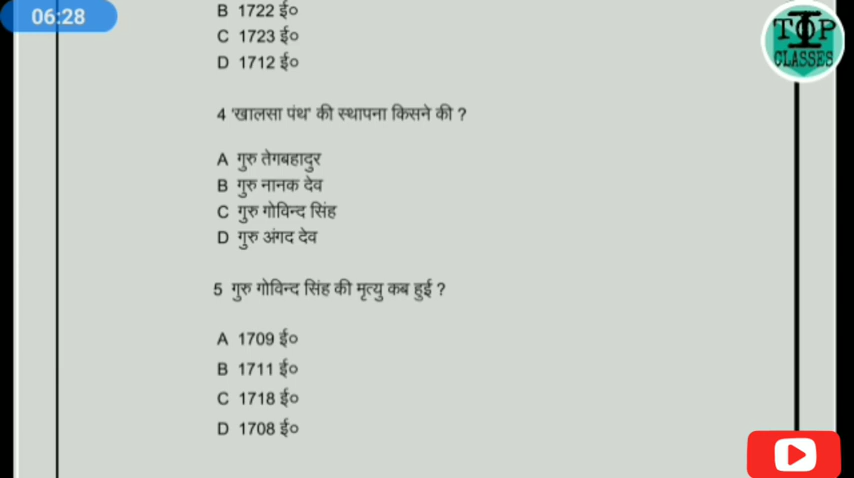 06:28
B 1722 ई०
C 1723 ई०
D 1712 ई०
TOP
CLASSES
4 'खालसा पंथ' की स्थापना किसने की ?
A गुरु तेगबहादुर
B गुरु नानक देव
C गुरु गोविन्द सिंह
D गुरु अंगद देव
5 गुरु गोविन्द सिंह की मृत्यु कब हुई ?
A 1709 ई०
B 1711 ई०
C 1718 ई०
D 1708 ई०